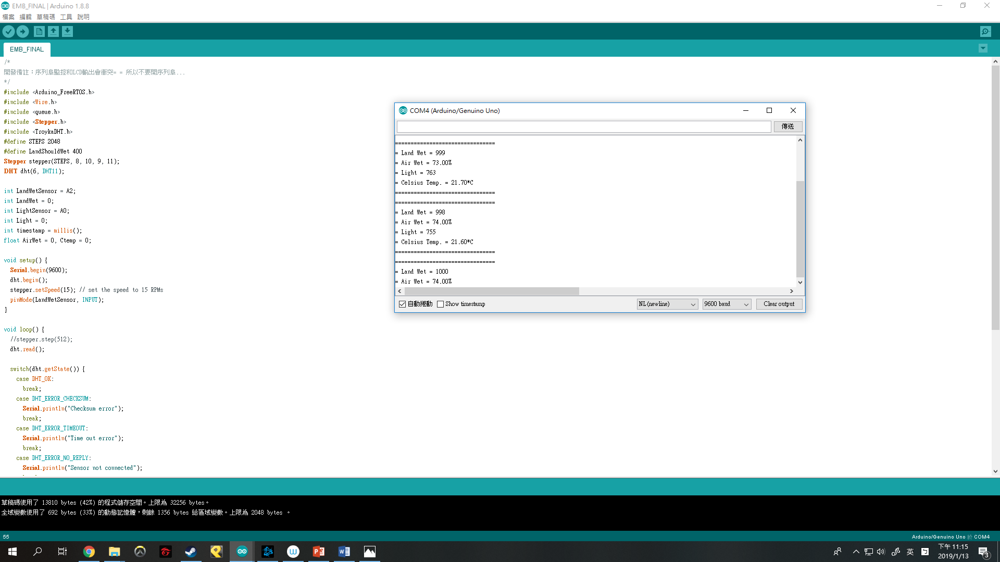 EMB_FINAL | Arduino 1.8.8
檔案 編輯 草稿碼 工具 說明
EMB_FINAL
/*
開發備註：序列阜監控和LCD輸出會衝突= = 所以不要開序列阜...
*/
#include <Arduino_FreeRTOS.h>
#include <Wire.h>
#include <queue.h>
#include <Stepper.h>
#include <TroykaDHT.h>
#define STEPS 2048
#define LandShouldWet 400
Stepper stepper(STEPS, 8, 10, 9, 11);
DHT dht(6, DHT11);
int LandWetSensor = A2;
int LandWet = 0;
int LightSensor = A0;
int Light = 0;
int timestamp = millis();
float AirWet = 0, Ctemp = 0;
void setup() {
Serial.begin(9600);
dht.begin();
stepper.setSpeed(15); // set the speed to 15 RPMs
pinMode(LandWetSensor, INPUT);
}
void loop() {
//stepper.step(512);
dht.read();
switch(dht.getState()) {
case DHT_OK:
break;
case DHT_ERROR_CHECKSUM:
Serial.println("Checksum error");
break;
case DHT_ERROR_TIMEOUT:
Serial.println("Time out error");
break;
case DHT_ERROR_NO_REPLY:
Serial.println("Sensor not connected");
COM4 (Arduino/Genuino Uno)
傳送
================================
= Land Wet = 999
= Air Wet = 73.00%
= Light = 763
= Celsius Temp. = 21.70*C
================================
================================
= Land Wet = 998
= Air Wet = 74.00%
= Light = 755
= Celsius Temp. = 21.60*C
================================
================================
= Land Wet = 1000
= Air Wet = 74.00%
自動捲動 Show timestamp NL(newline) 9600 baud Clear output
草稿碼使用了 13810 bytes (42%) 的程式儲存空間。上限為 32256 bytes。
全域變數使用了 692 bytes (33%) 的動態記憶體，剩餘 1356 bytes 給區域變數。上限為 2048 bytes 。
55 Arduino/Genuino Uno 於 COM4
英
下午 11:15
2019/1/13
3